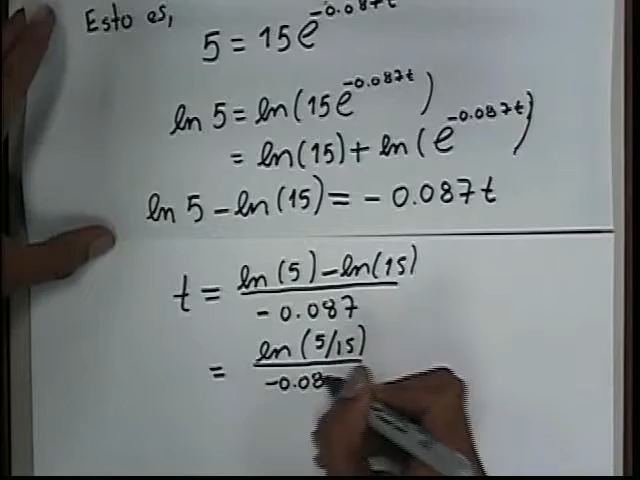 Esto es,
5 = 15e^-0.087t
ln 5 = ln(15e^-0.087t)
= ln(15) + ln(e^-0.087t)
ln 5 - ln(15) = -0.087t
t = ln(5) - ln(15)
-0.087
= ln(5/15)
-0.08